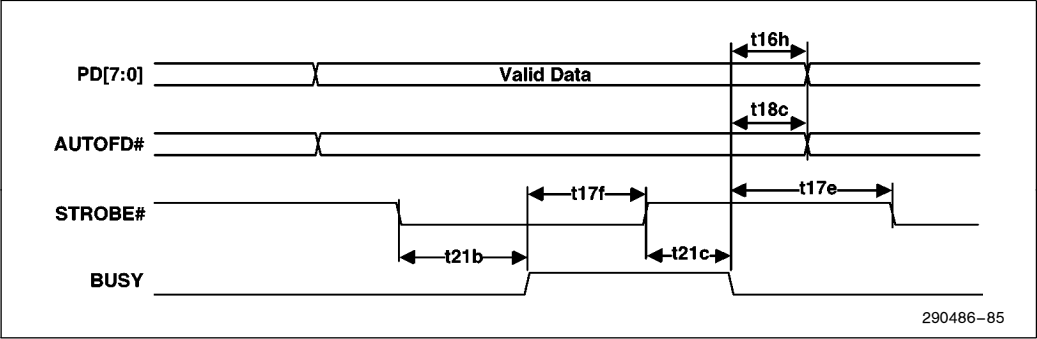 t16h
PD[7:0]
Valid Data
t18c
AUTOFD#
t17f
t17e
STROBE#
t21b
t21c
BUSY
290486-85